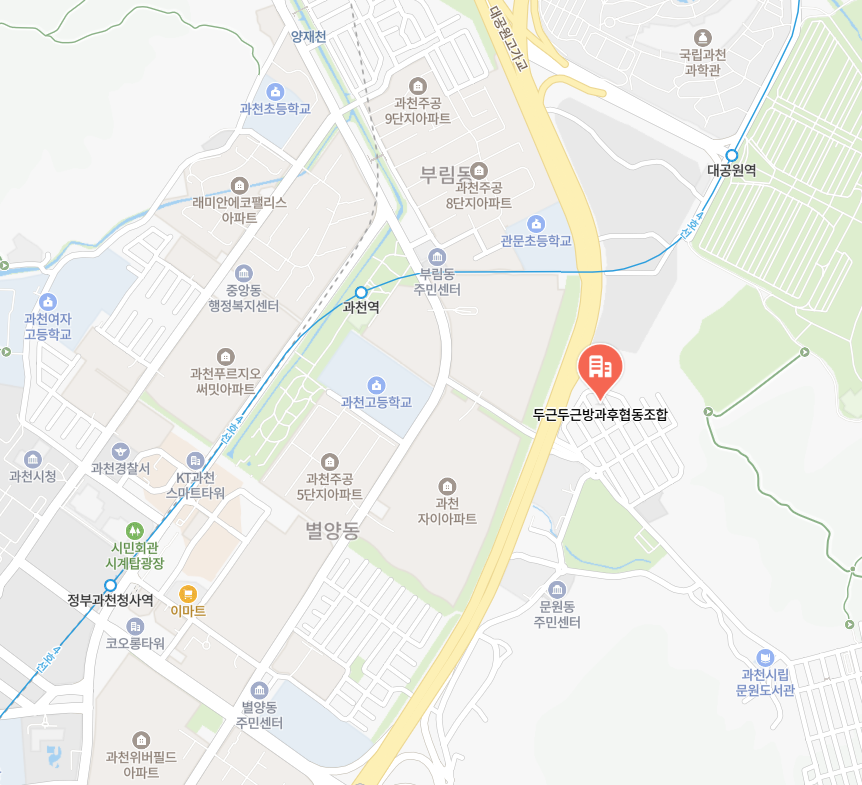 대공원고가교
양재천
국립과천
과학관
과천주공
9단지아파트
과천초등학교
대공원역
부림동
과천주공
8단지아파트
래미안에코팰리스
아파트
4호선
관문초등학교
부림동
주민센터
중앙동
행정복지센터
과천역
과천여자
고등학교
과천푸르지오
써밋아파트
과천고등학교
두근두근방과후협동조합
4호선
과천시청
과천경찰서
KT과천
스마트타워
과천주공
5단지아파트
과천
자이아파트
별양동
시민회관
시계탑광장
정부과천청사역
이마트
문원동
주민센터
코오롱타워
4호선
과천시립
문원도서관
별양동
주민센터
과천위버필드
아파트